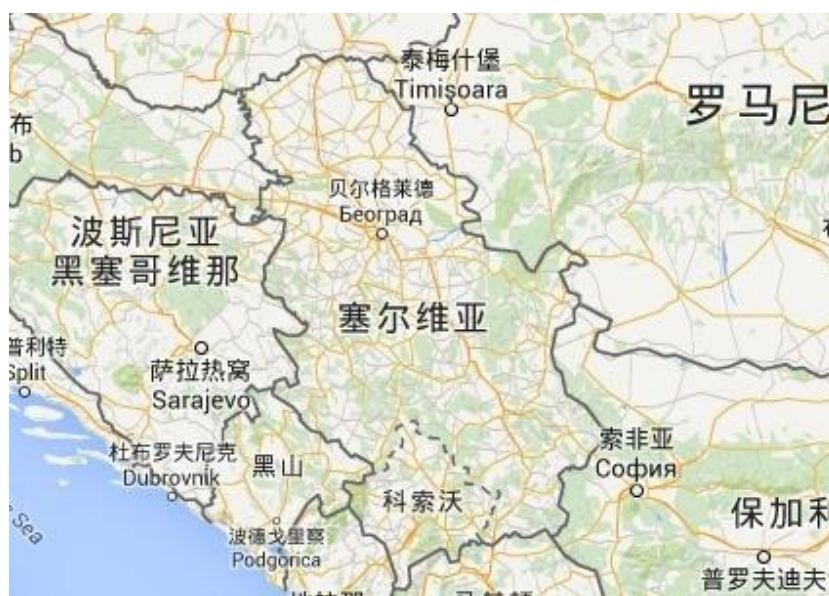 泰梅什堡
Timișoara
罗马尼
布
b
贝尔格莱德
Београд
波斯尼亚
黑塞哥维那
塞尔维亚
普利特
Split
萨拉热窝
Sarajevo
杜布罗夫尼克
Dubrovnik
黑山
科索沃
索非亚
София
保加利
波德戈里察
Podgorica
Sea
普罗夫迪夫